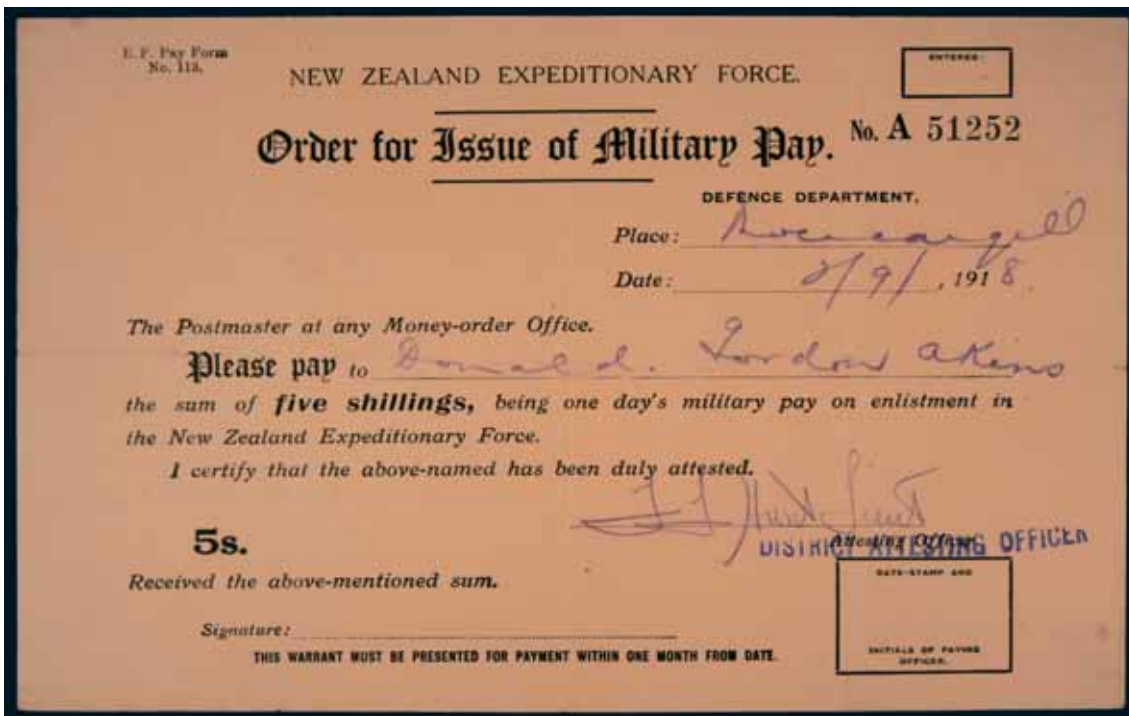 E. F. Pay Form
No. 115.
NEW ZEALAND EXPEDITIONARY FORCE.
ENTERED:
Order for Issue of Military Pay.
No. A 51252
DEFENCE DEPARTMENT.
Place: Invercargill
Date: 2/9/, 1918
The Postmaster at any Money-order Office.
Please pay to Donald. Gordon Akins
the sum of five shillings, being one day's military pay on enlistment in
the New Zealand Expeditionary Force.
I certify that the above-named has been duly attested.
Hunt Lieut
Attesting Officer
DISTRICT ATTESTING OFFICER
5s.
Received the above-mentioned sum.
DATE-STAMP AND
Signature:
INITIALS OF PAYING
OFFICER.
THIS WARRANT MUST BE PRESENTED FOR PAYMENT WITHIN ONE MONTH FROM DATE.